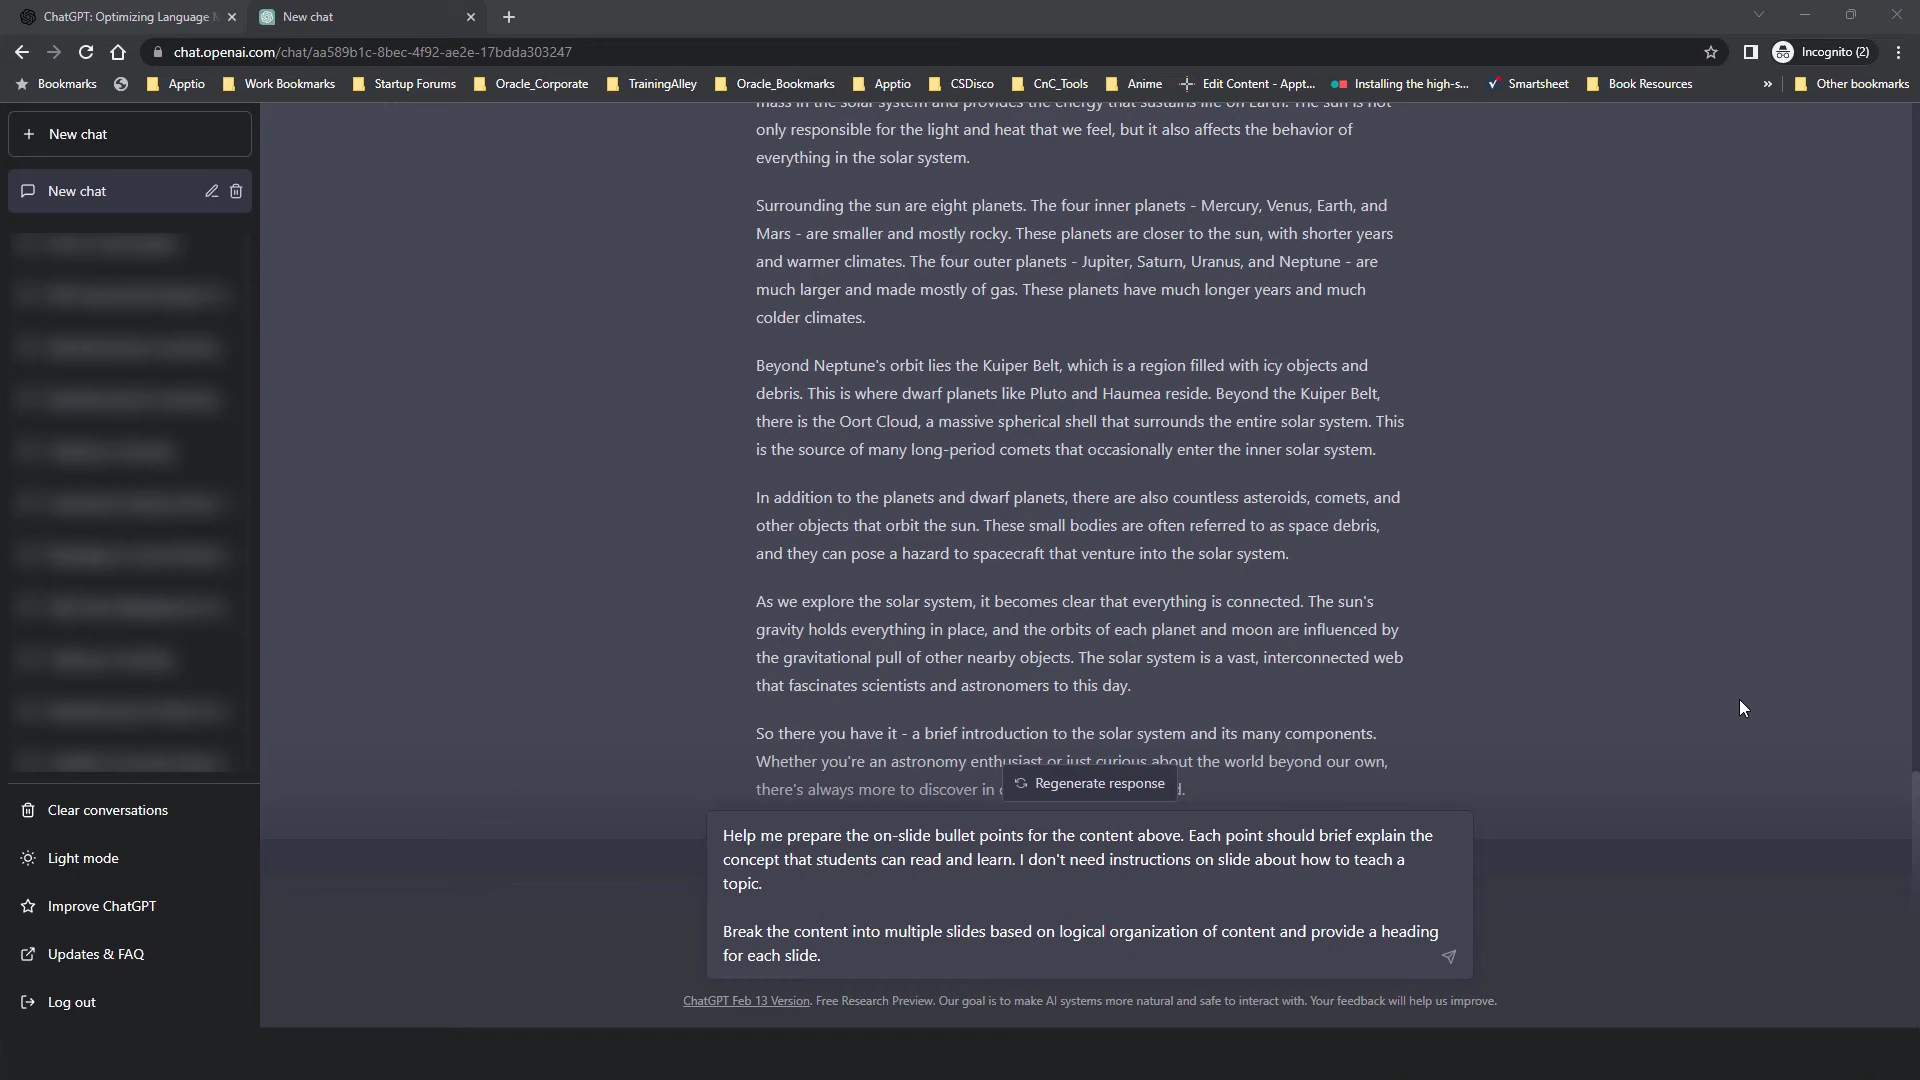 ChatGPT: Optimizing Language
New chat
chat.openai.com/chat/aa589b1c-8bec-4f92-ae2e-17bdda303247
Incognito (2)
Bookmarks
Apptio
Work Bookmarks
Startup Forums
Oracle_Corporate
TrainingAlley
Oracle_Bookmarks
Apptio
CSDisco
CnC_Tools
Anime
Edit Content - Appt...
Installing the high-s...
Smartsheet
Book Resources
»
Other bookmarks
+ New chat
New chat
Clear conversations
Light mode
Improve ChatGPT
Updates & FAQ
Log out
mass in the solar system and provides the energy that sustains life on Earth. The sun is not
only responsible for the light and heat that we feel, but it also affects the behavior of
everything in the solar system.
Surrounding the sun are eight planets. The four inner planets - Mercury, Venus, Earth, and
Mars - are smaller and mostly rocky. These planets are closer to the sun, with shorter years
and warmer climates. The four outer planets - Jupiter, Saturn, Uranus, and Neptune - are
much larger and made mostly of gas. These planets have much longer years and much
colder climates.
Beyond Neptune's orbit lies the Kuiper Belt, which is a region filled with icy objects and
debris. This is where dwarf planets like Pluto and Haumea reside. Beyond the Kuiper Belt,
there is the Oort Cloud, a massive spherical shell that surrounds the entire solar system. This
is the source of many long-period comets that occasionally enter the inner solar system.
In addition to the planets and dwarf planets, there are also countless asteroids, comets, and
other objects that orbit the sun. These small bodies are often referred to as space debris,
and they can pose a hazard to spacecraft that venture into the solar system.
As we explore the solar system, it becomes clear that everything is connected. The sun's
gravity holds everything in place, and the orbits of each planet and moon are influenced by
the gravitational pull of other nearby objects. The solar system is a vast, interconnected web
that fascinates scientists and astronomers to this day.
So there you have it - a brief introduction to the solar system and its many components.
Whether you're an astronomy enthusiast or just curious about the world beyond our own,
there's always more to discover in
Regenerate response
Help me prepare the on-slide bullet points for the content above. Each point should brief explain the
concept that students can read and learn. I don't need instructions on slide about how to teach a
topic.
Break the content into multiple slides based on logical organization of content and provide a heading
for each slide.
ChatGPT Feb 13 Version. Free Research Preview. Our goal is to make AI systems more natural and safe to interact with. Your feedback will help us improve.